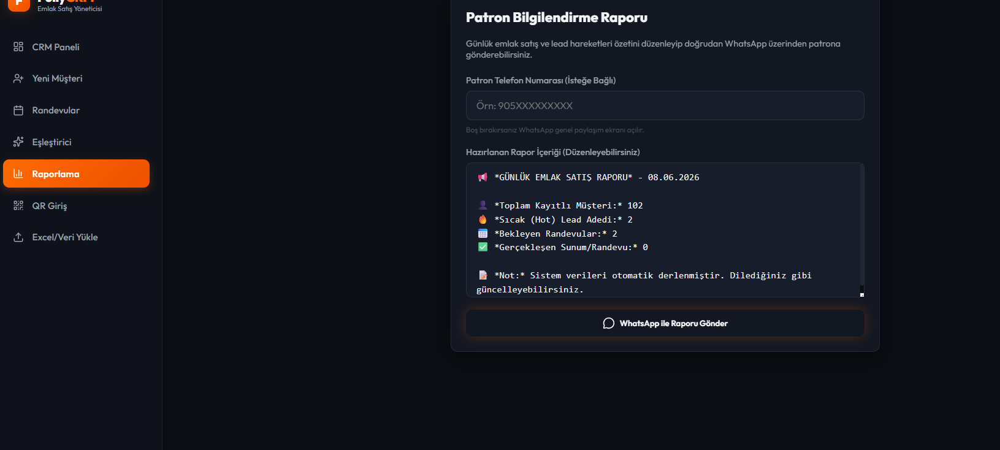 F
Emlak Satış Yöneticisi
CRM Paneli
Yeni Müşteri
Randevular
Eşleştirici
Raporlama
QR Giriş
Excel/Veri Yükle
Patron Bilgilendirme Raporu
Günlük emlak satış ve lead hareketleri özetini düzenleyip doğrudan WhatsApp üzerinden patrona
gönderebilirsiniz.
Patron Telefon Numarası (İsteğe Bağlı)
Örn: 905XXXXXXXXX
Boş bırakırsanız WhatsApp genel paylaşım ekranı açılır.
Hazırlanan Rapor İçeriği (Düzenleyebilirsiniz)
📢 *GÜNLÜK EMLAK SATIŞ RAPORU* - 08.06.2026
👤 *Toplam Kayıtlı Müşteri:* 102
🔥 *Sıcak (Hot) Lead Adedi:* 2
📅 *Bekleyen Randevular:* 2
✅ *Gerçekleşen Sunum/Randevu:* 0
📝 *Not:* Sistem verileri otomatik derlenmiştir. Dilediğiniz gibi
güncelleyebilirsiniz.
WhatsApp ile Raporu Gönder